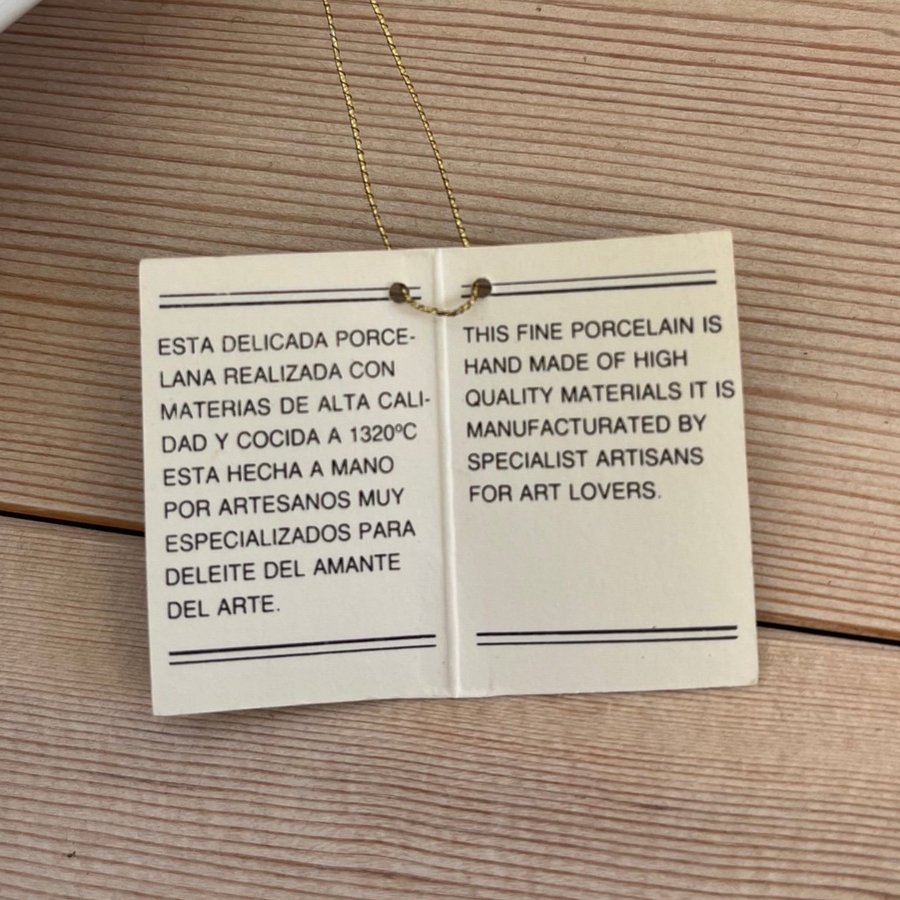 ESTA DELICADA PORCE-
LANA REALIZADA CON
MATERIAS DE ALTA CALI-
DAD Y COCIDA A 1320ºC
ESTA HECHA A MANO
POR ARTESANOS MUY
ESPECIALIZADOS PARA
DELEITE DEL AMANTE
DEL ARTE.
THIS FINE PORCELAIN IS
HAND MADE OF HIGH
QUALITY MATERIALS IT IS
MANUFACTURATED BY
SPECIALIST ARTISANS
FOR ART LOVERS.